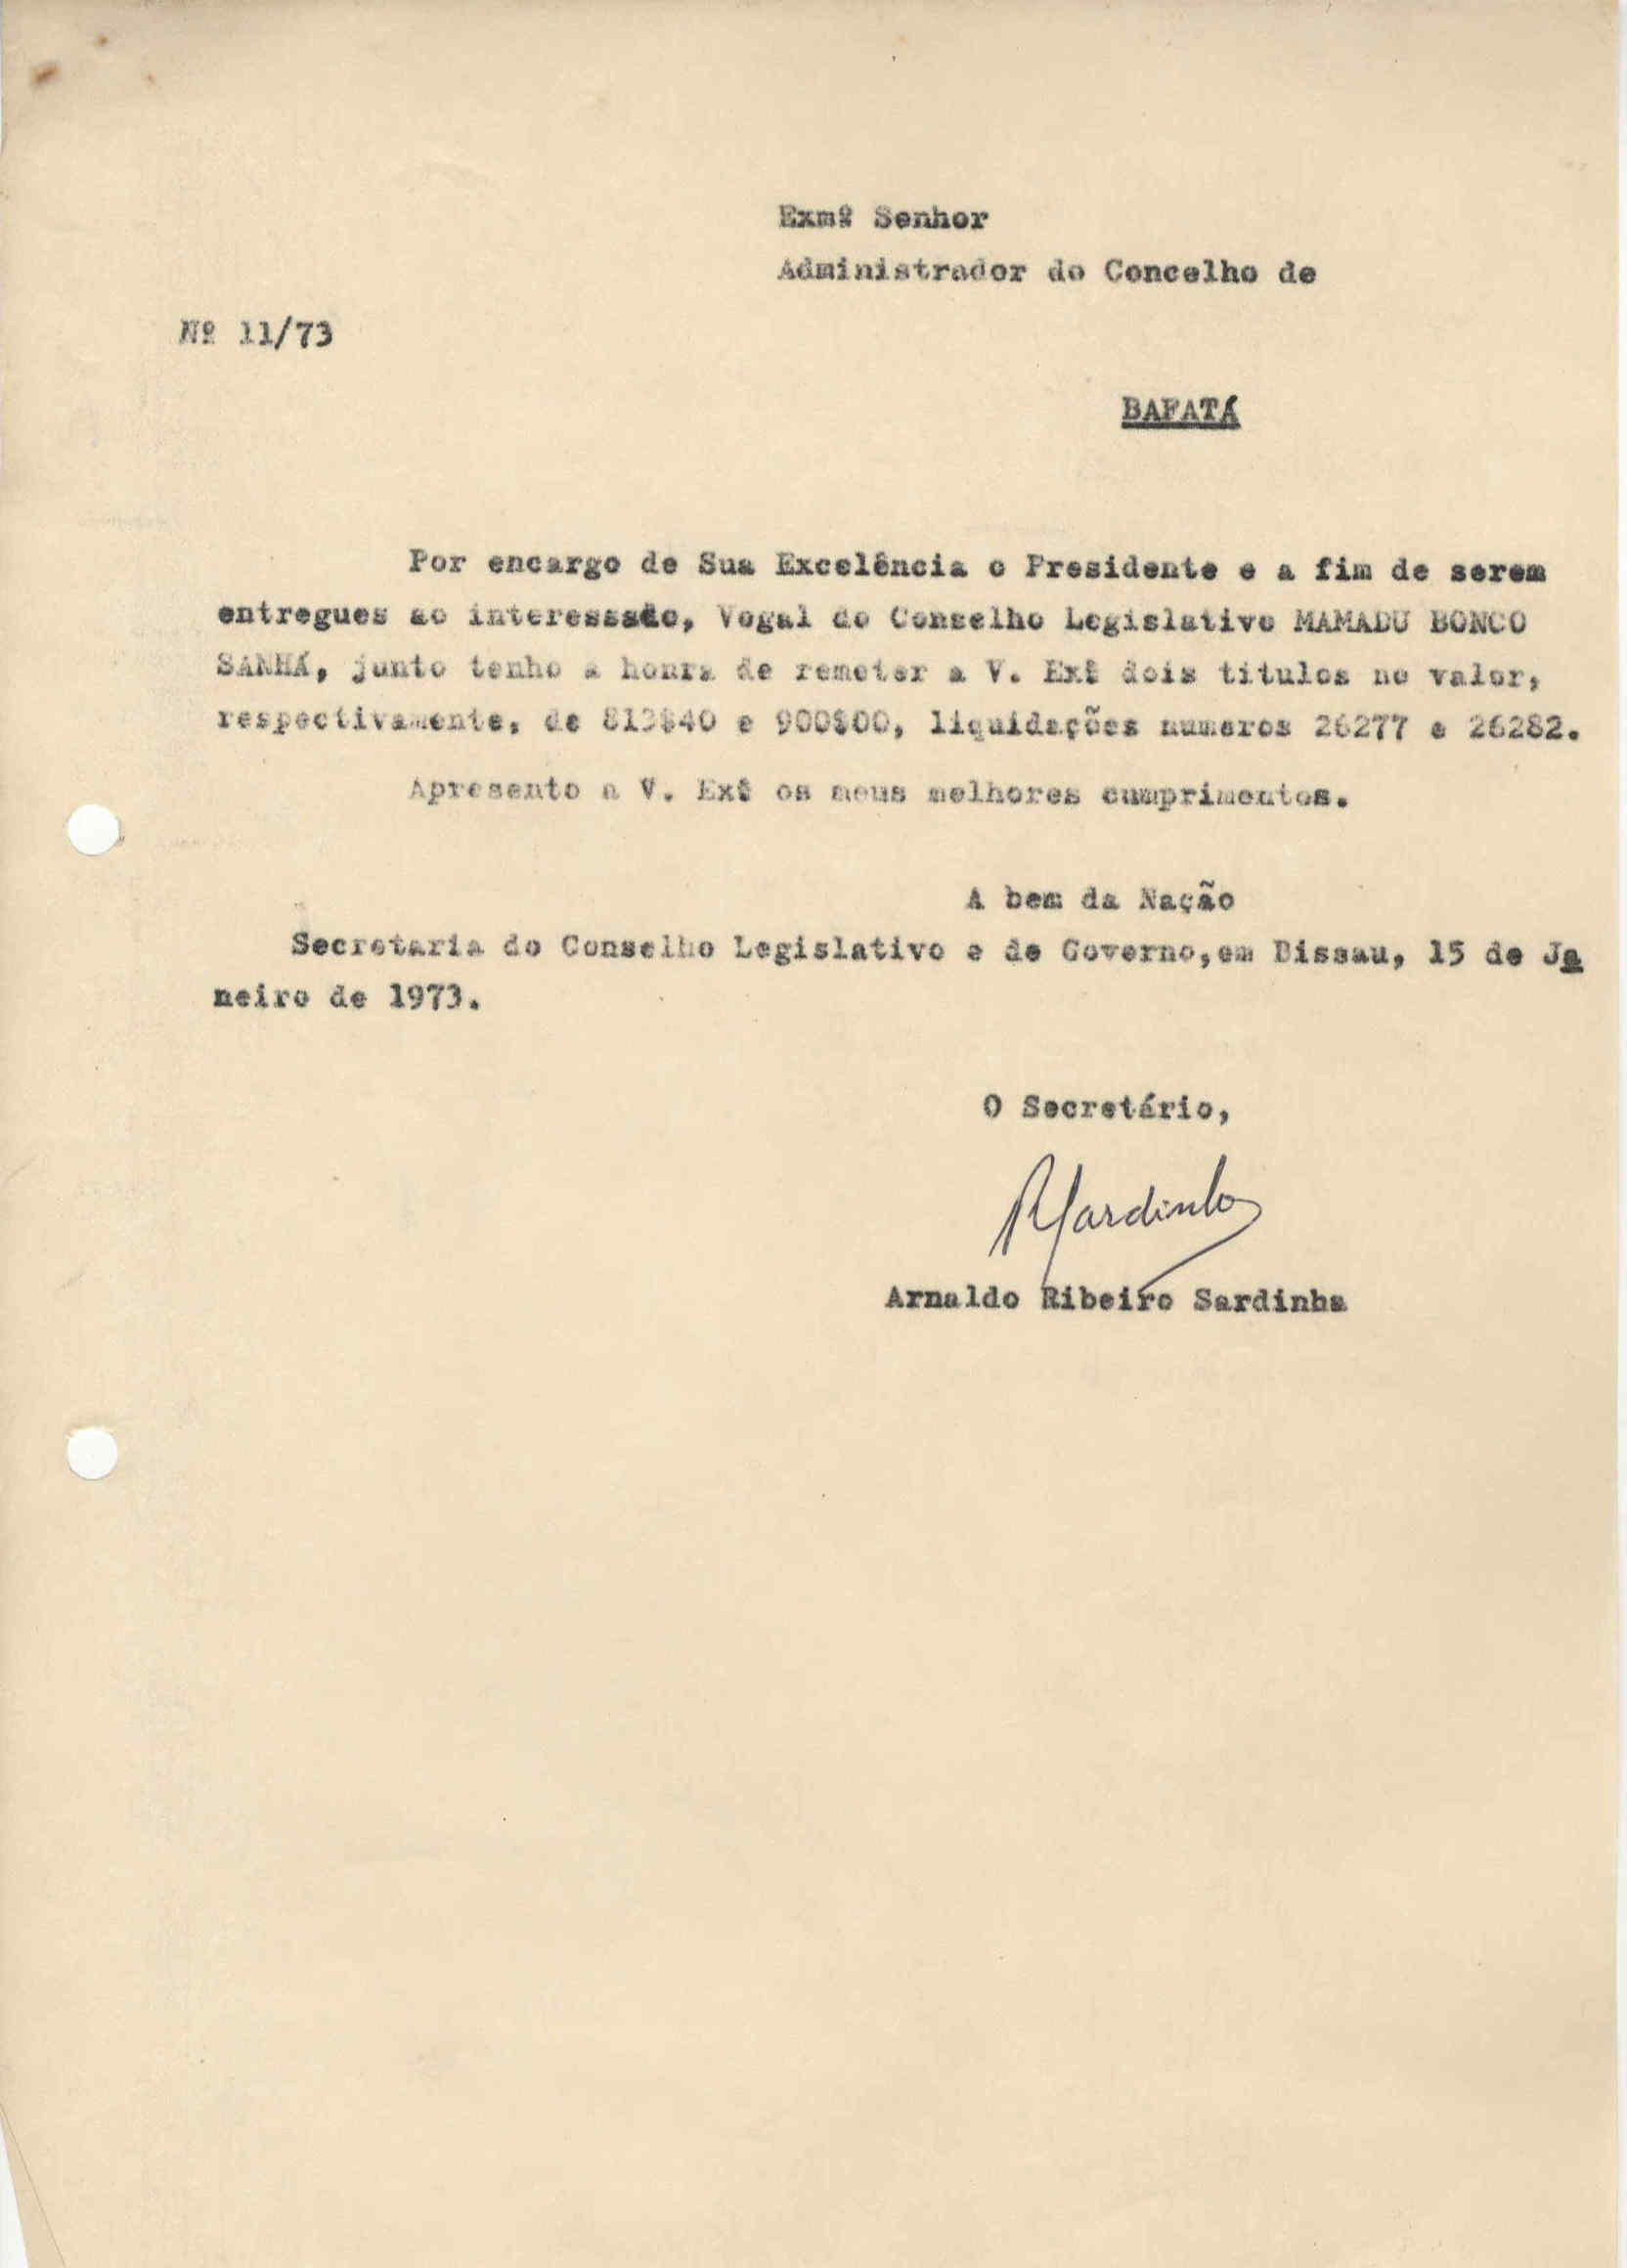 Exmº Senhor
Administrador do Concelho de
Nº 11/73
BAFATÁ
Por encargo de Sua Excelência o Presidente e a fim de serem
entregues ao interesssado, Vogal do Conselho Legislativo MAMADU BONCO
SANHÁ, junto tenho a honra de remeter a V. Exª dois titulos no valor,
respectivamente, de 813$40 e 900$00, liquidações numeros 26277 e 26282.
Apresento a V. Exª os meus melhores cumprimentos.
A bem da Nação
Secretaria do Conselho Legislativo e de Governo,em Bissau, 15 de Ja
neiro de 1973.
O Secretário,
RSardinha
Arnaldo Ribeiro Sardinha